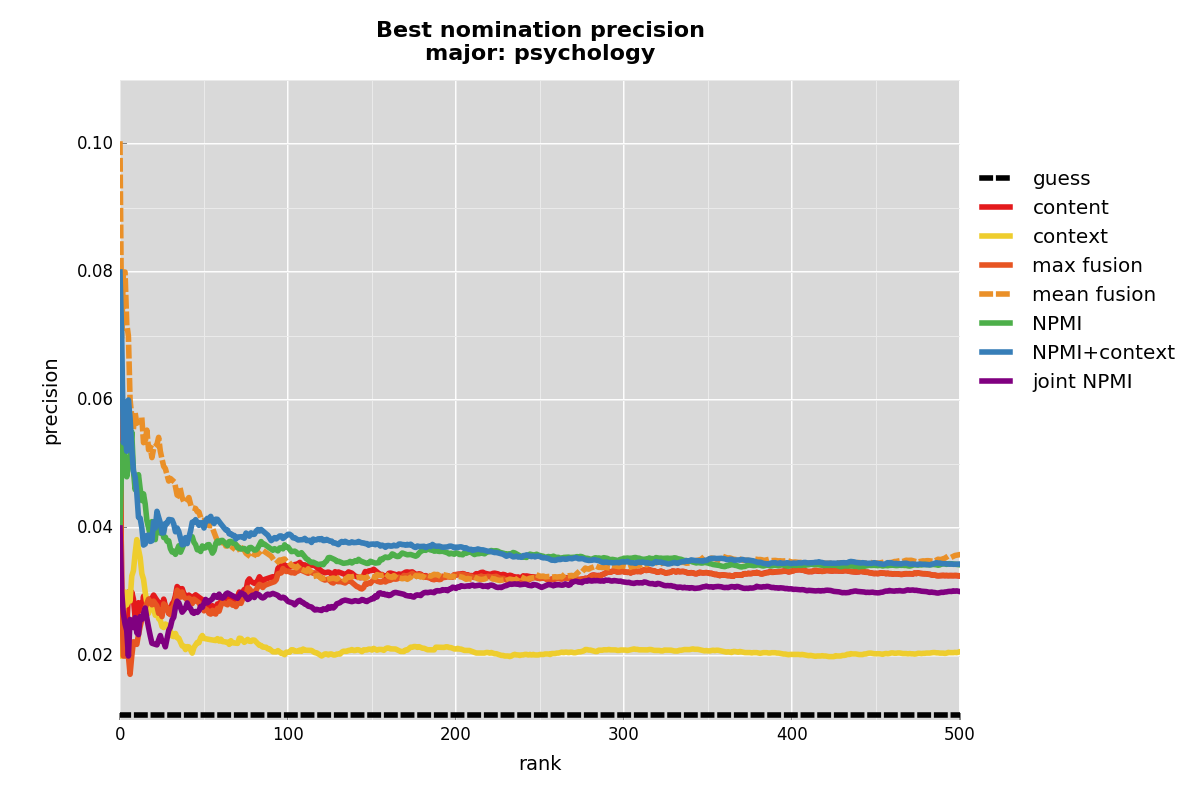 Best nomination precision
major: psychology
0.10
0.08
0.06
0.04
0.02
precision
0
100
200
300
400
500
rank
guess
content
context
max fusion
mean fusion
NPMI
NPMI+context
joint NPMI